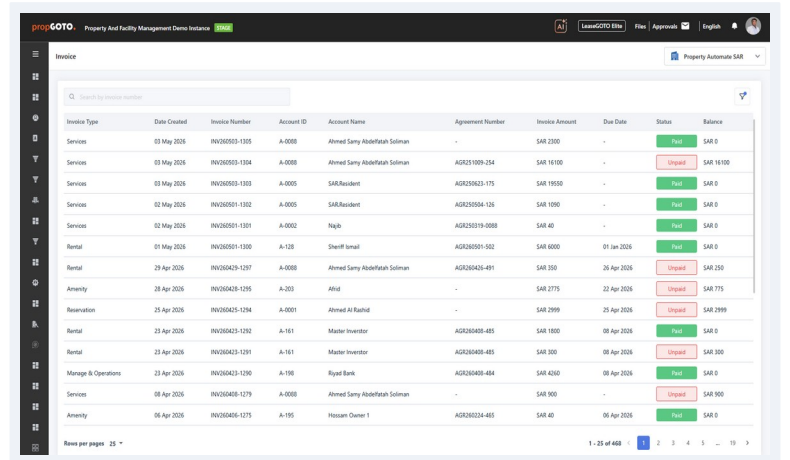 propGOTO. Property And Facility Management Demo Instance STAGE AI LeaseGOTO Elite Files Approvals English
Invoice Property Automate SAR
Search by invoice number
Invoice Type Date Created Invoice Number Account ID Account Name Agreement Number Invoice Amount Due Date Status Balance
Services 03 May 2026 INV260503-1305 A-0088 Ahmed Samy Abdelfatah Soliman - SAR 2300 - Paid SAR 0
Services 03 May 2026 INV260503-1304 A-0088 Ahmed Samy Abdelfatah Soliman AGR251009-254 SAR 16100 - Unpaid SAR 16100
Services 03 May 2026 INV260503-1303 A-0005 SAR.Resident AGR250623-175 SAR 19550 - Paid SAR 0
Services 02 May 2026 INV260501-1302 A-0005 SAR.Resident AGR250504-126 SAR 1090 - Paid SAR 0
Services 02 May 2026 INV260501-1301 A-0002 Najib AGR250319-0088 SAR 40 - Paid SAR 0
Rental 01 May 2026 INV260501-1300 A-128 Sheriff Ismail AGR260501-502 SAR 6000 01 Jan 2026 Paid SAR 0
Rental 29 Apr 2026 INV260429-1297 A-0088 Ahmed Samy Abdelfatah Soliman AGR260426-491 SAR 350 26 Apr 2026 Unpaid SAR 250
Amenity 28 Apr 2026 INV260428-1295 A-203 Afrid - SAR 2775 22 Apr 2026 Unpaid SAR 775
Reservation 25 Apr 2026 INV260425-1294 A-0001 Ahmed Al Rashid - SAR 2999 25 Apr 2026 Unpaid SAR 2999
Rental 23 Apr 2026 INV260423-1292 A-161 Master Inverstor AGR260408-485 SAR 1800 08 Apr 2026 Paid SAR 0
Rental 23 Apr 2026 INV260423-1291 A-161 Master Inverstor AGR260408-485 SAR 300 08 Apr 2026 Unpaid SAR 300
Manage & Operations 23 Apr 2026 INV260423-1290 A-198 Riyad Bank AGR260408-484 SAR 4260 08 Apr 2026 Paid SAR 0
Services 08 Apr 2026 INV260408-1279 A-0088 Ahmed Samy Abdelfatah Soliman - SAR 900 - Unpaid SAR 900
Amenity 06 Apr 2026 INV260406-1275 A-195 Hossam Owner 1 AGR260224-465 SAR 40 06 Apr 2026 Paid SAR 0
Rows per pages 25 1 - 25 of 468 < 1 2 3 4 5 ... 19 >